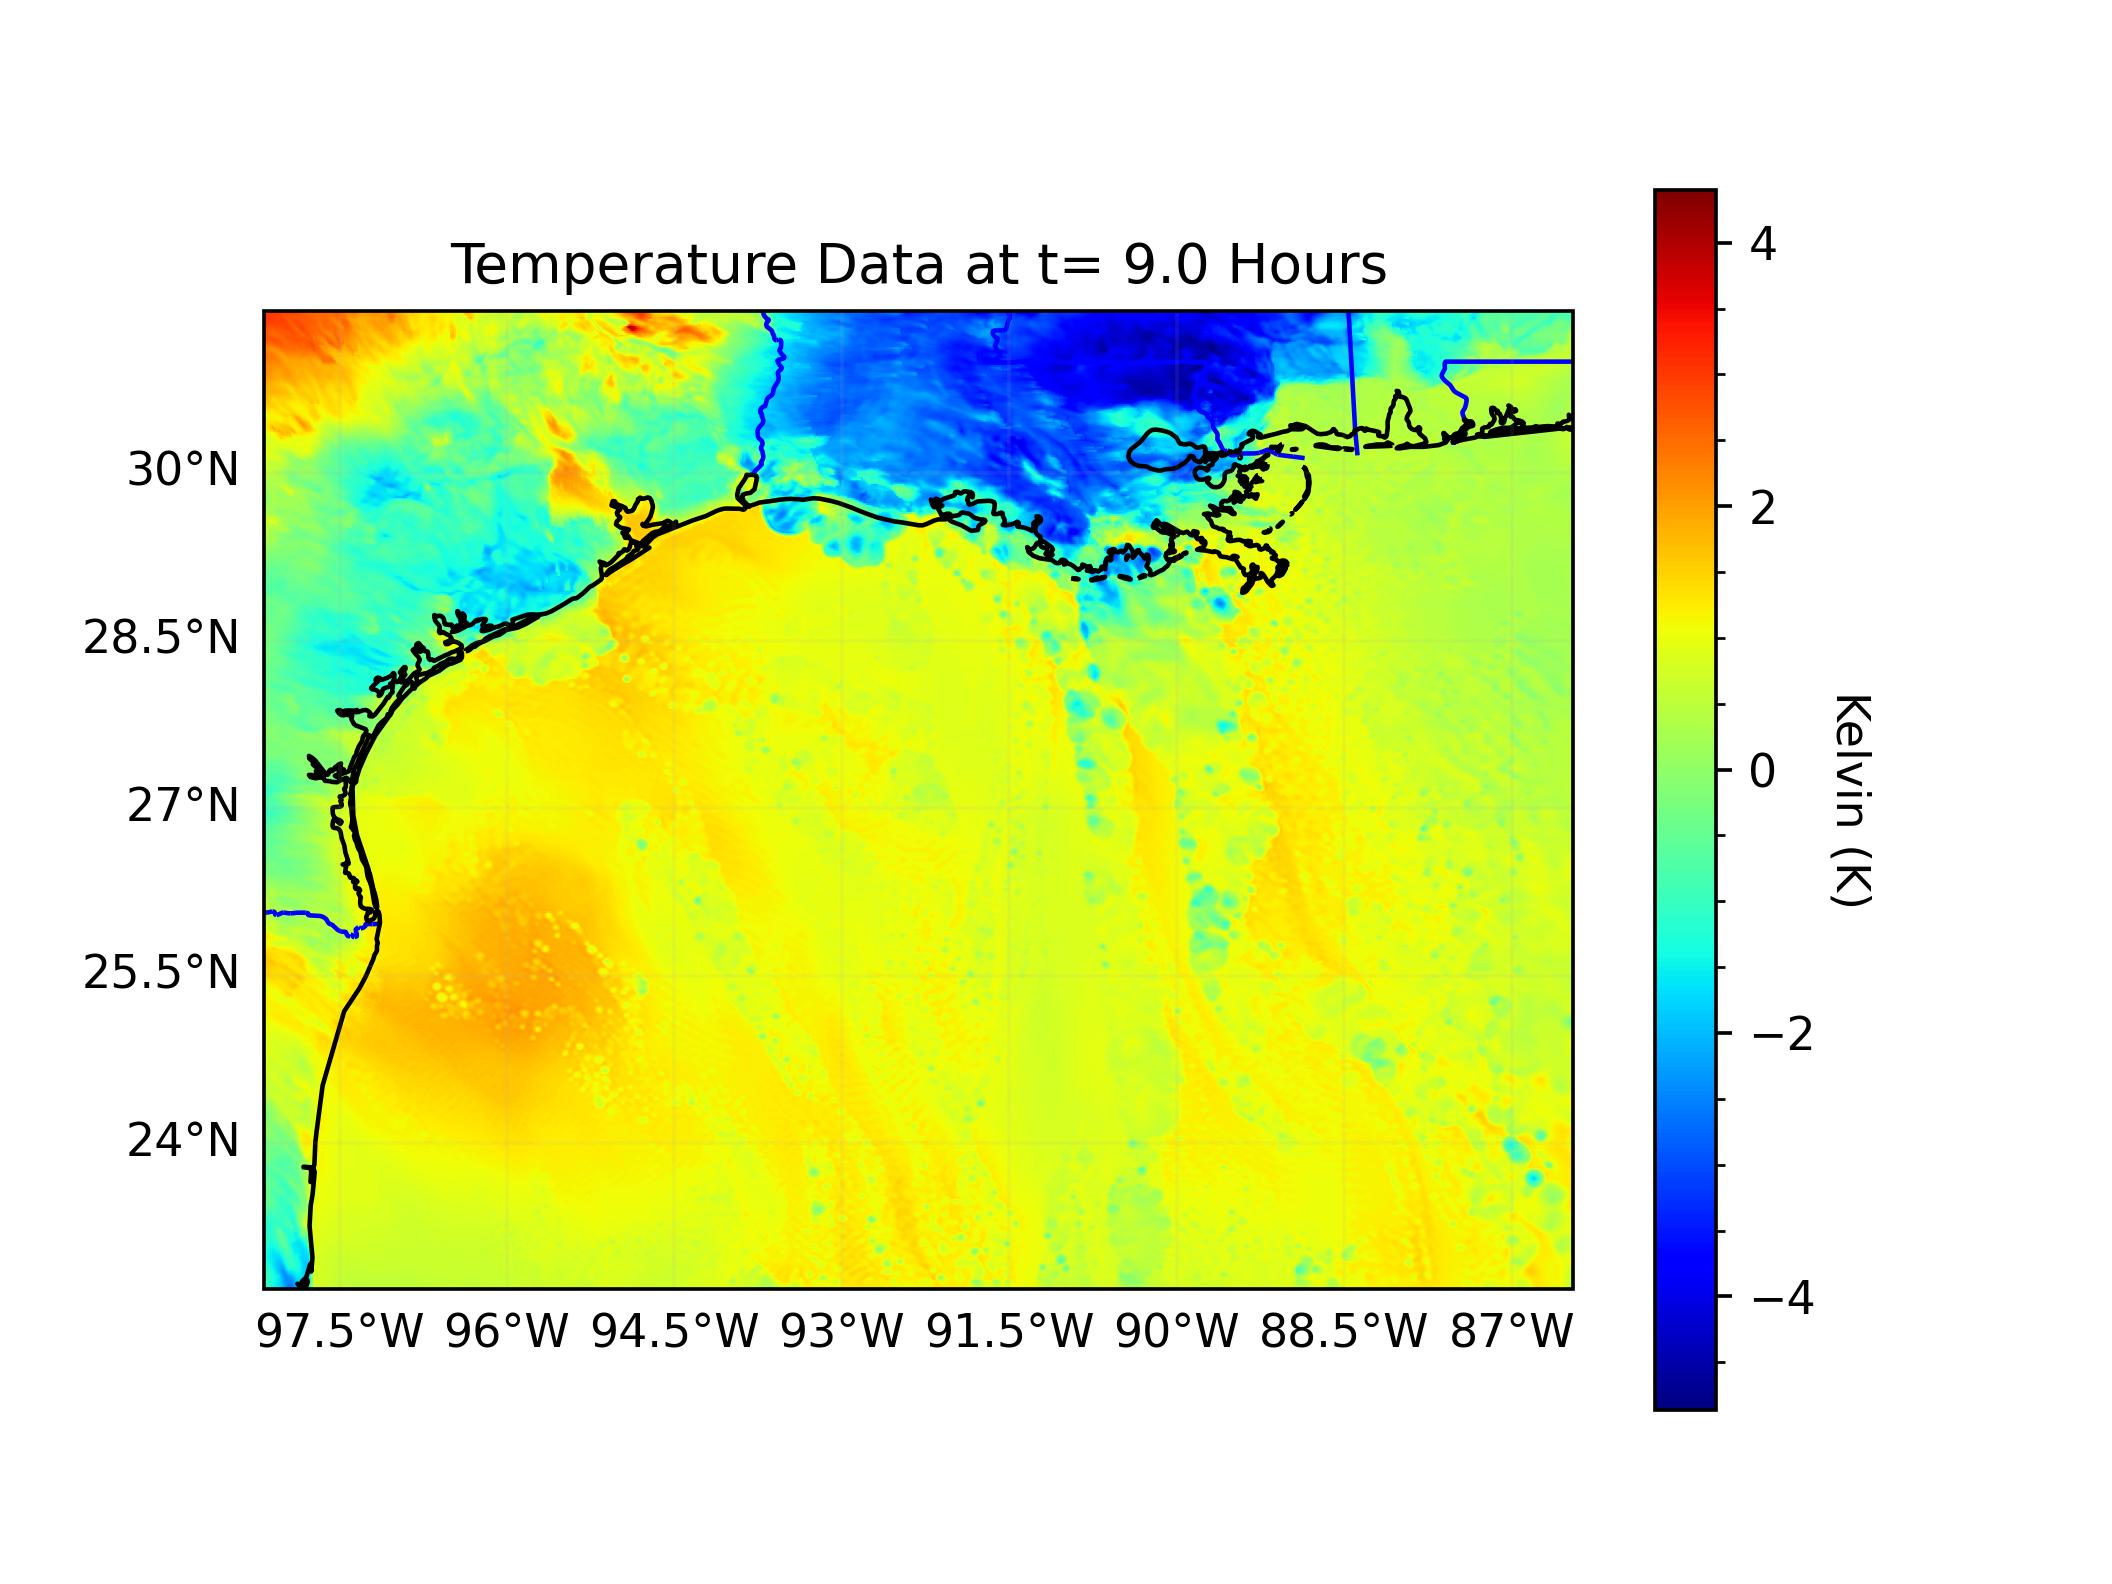 Temperature Data at t= 9.0 Hours
30°N
28.5°N
27°N
25.5°N
24°N
97.5°W 96°W 94.5°W 93°W 91.5°W 90°W 88.5°W 87°W
4
2
0
−2
−4
Kelvin (K)